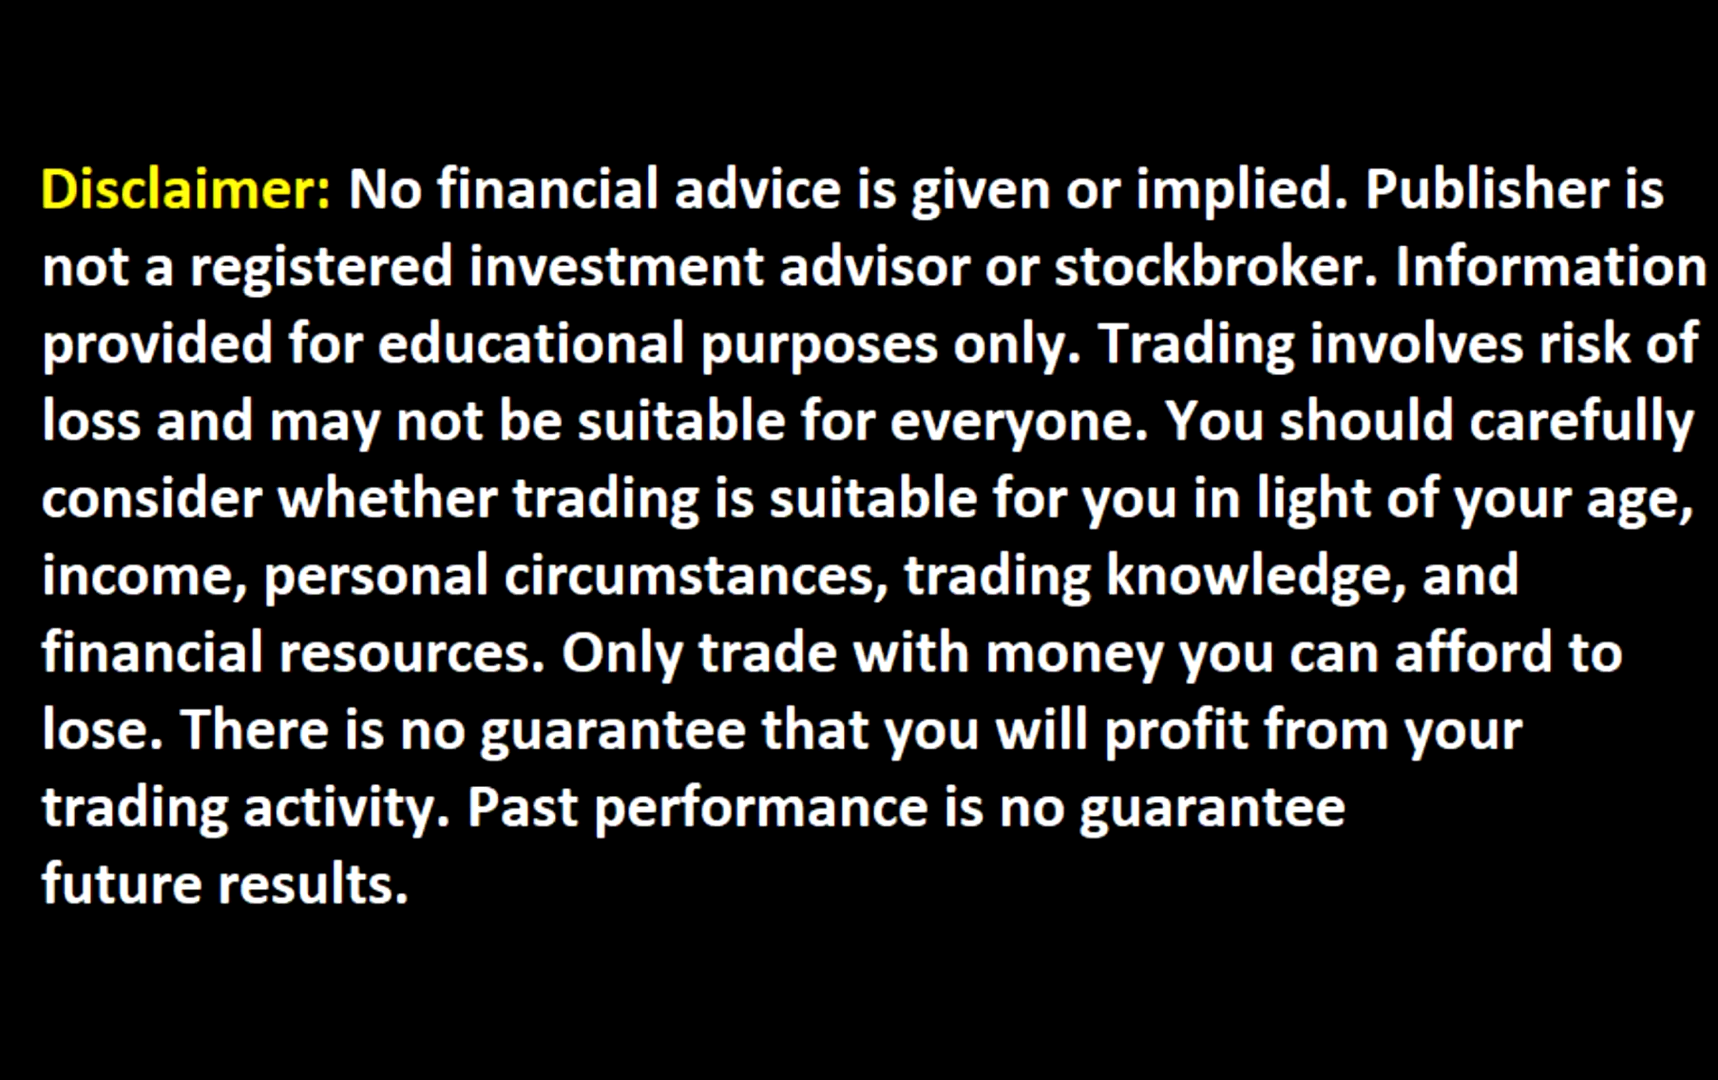 Disclaimer: No financial advice is given or implied. Publisher is
not a registered investment advisor or stockbroker. Information
provided for educational purposes only. Trading involves risk of
loss and may not be suitable for everyone. You should carefully
consider whether trading is suitable for you in light of your age,
income, personal circumstances, trading knowledge, and
financial resources. Only trade with money you can afford to
lose. There is no guarantee that you will profit from your
trading activity. Past performance is no guarantee
future results.